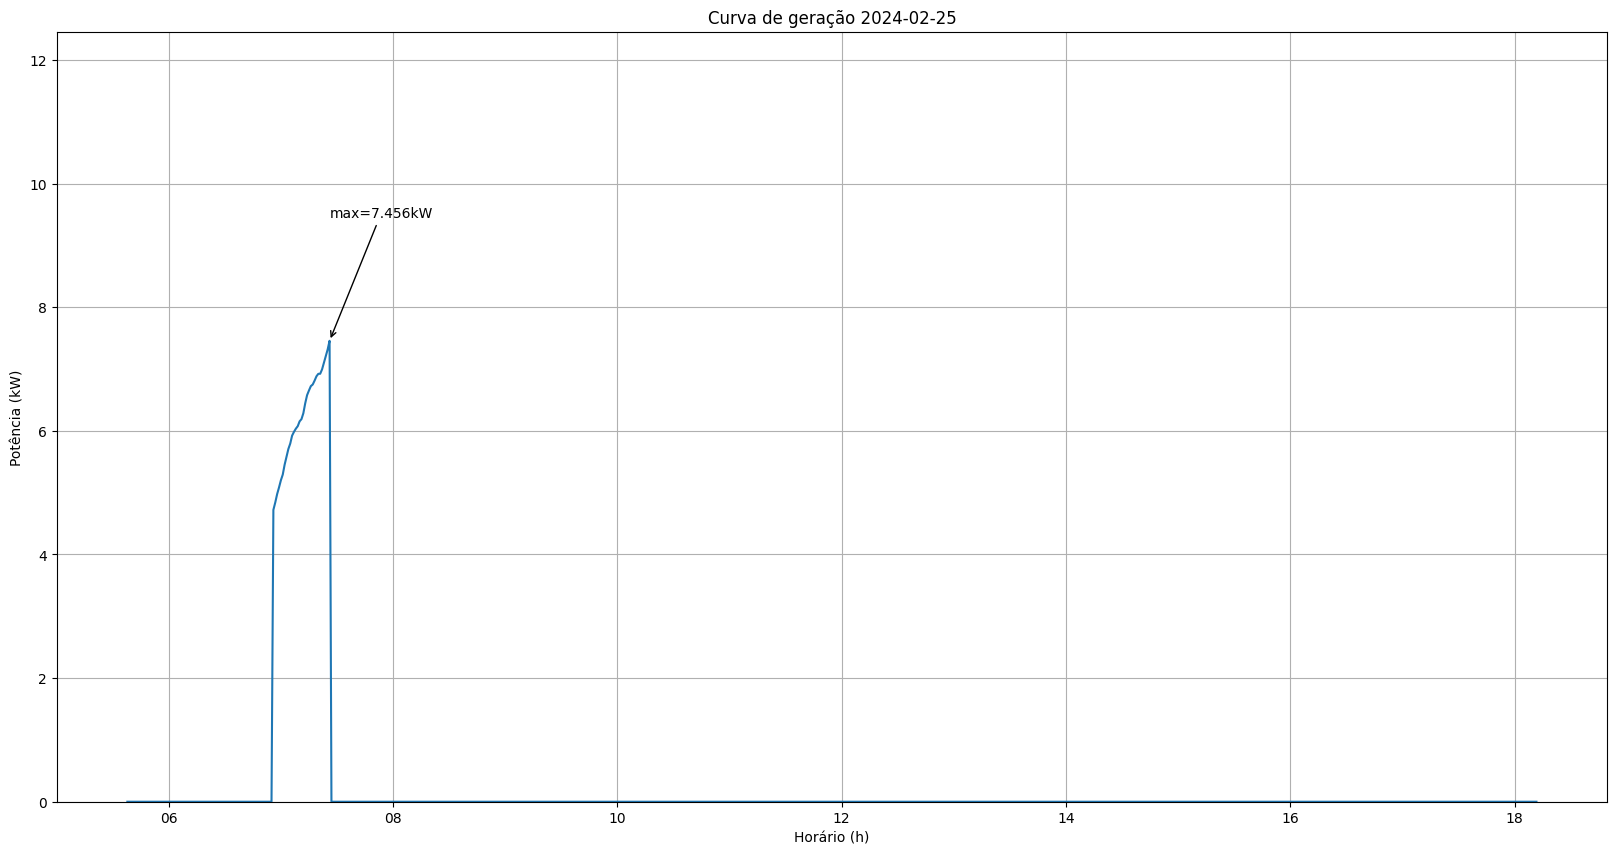 Curva de geração 2024-02-25
12
10
max=7.456kW
8
6
4
2
0
Potência (kW)
06 08 10 12 14 16 18
Horário (h)